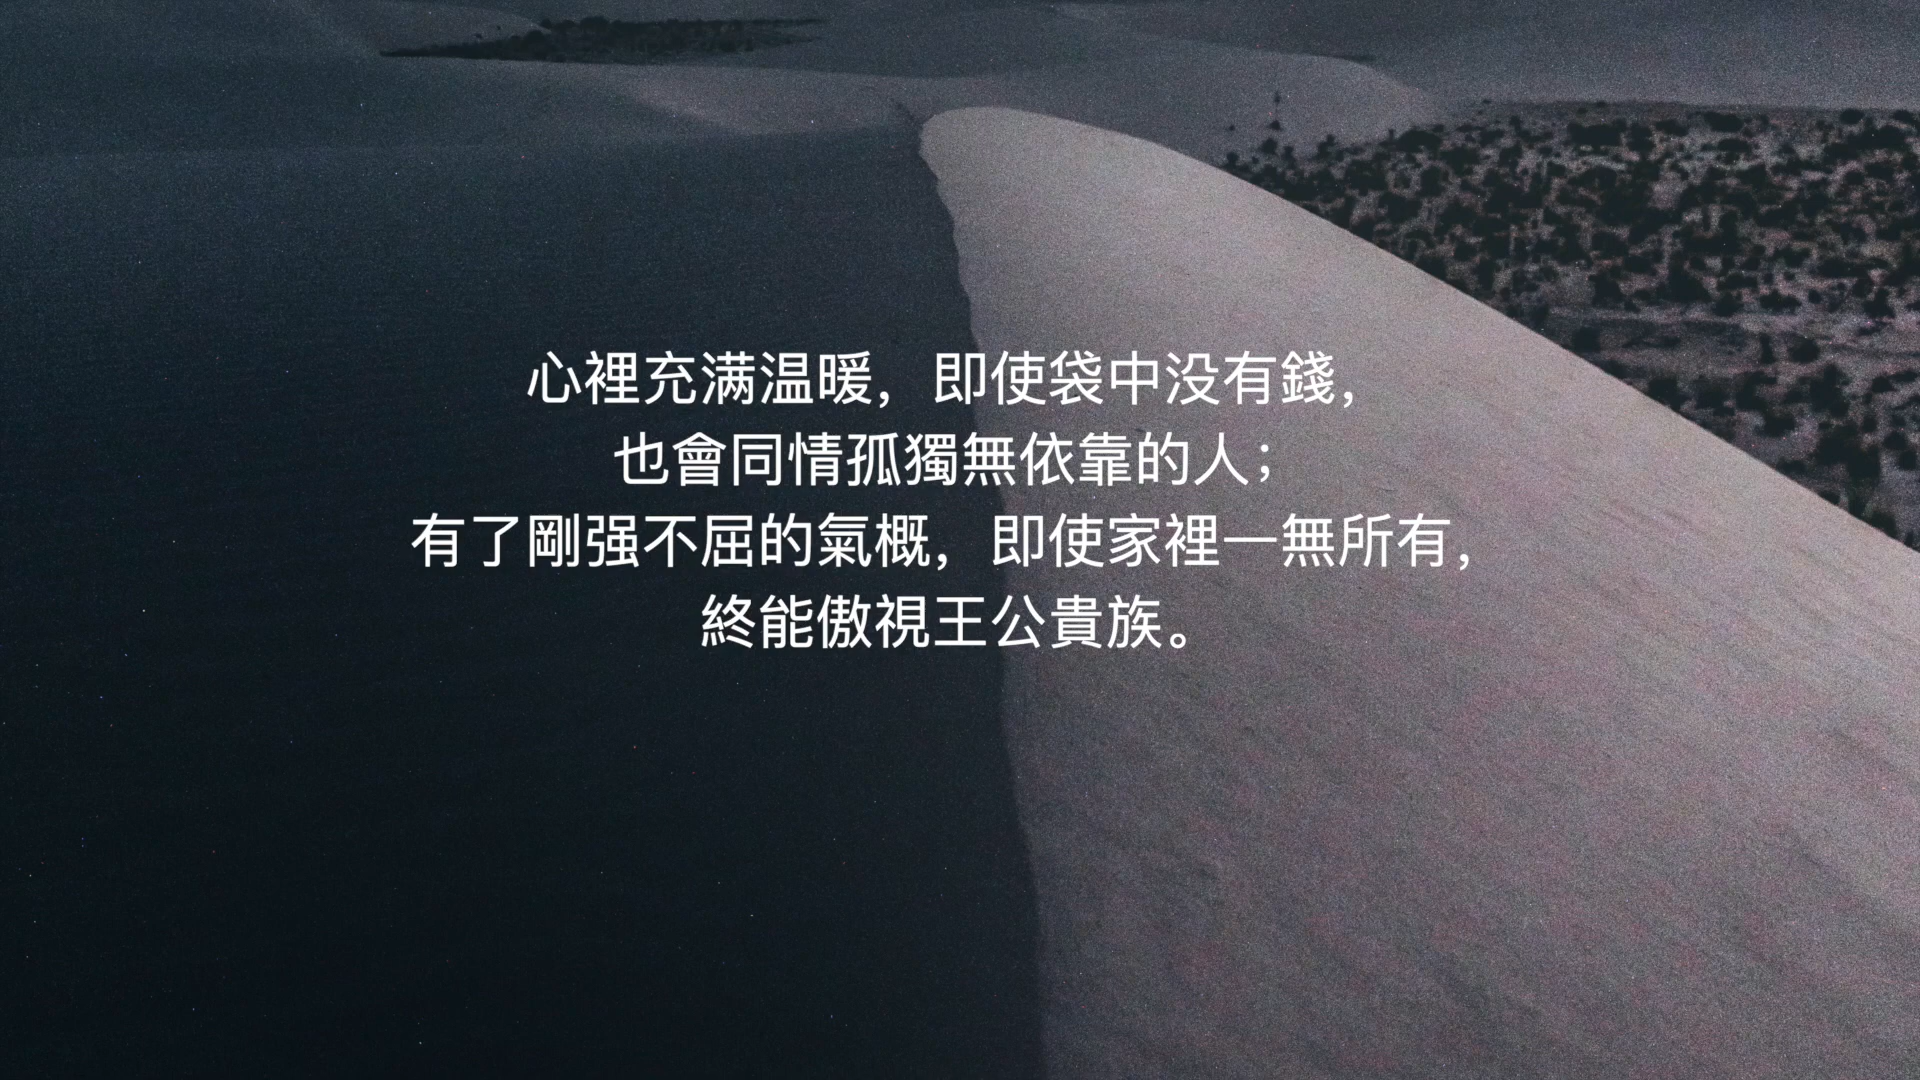 心裡充满温暖，即使袋中没有錢，
也會同情孤獨無依靠的人；
有了剛强不屈的氣概，即使家裡一無所有，
終能傲視王公貴族。